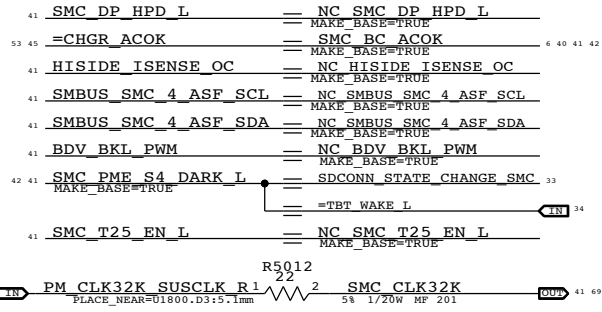 41 SMC_DP_HPD_L NC_SMC_DP_HPD_L
MAKE_BASE=TRUE
53 45 =CHGR_ACOK SMC_BC_ACOK 6 40 41 42
MAKE_BASE=TRUE
41 HISIDE_ISENSE_OC NC_HISIDE_ISENSE_OC
MAKE_BASE=TRUE
41 SMBUS_SMC_4_ASF_SCL NC_SMBUS_SMC_4_ASF_SCL
MAKE_BASE=TRUE
41 SMBUS_SMC_4_ASF_SDA NC_SMBUS_SMC_4_ASF_SDA
MAKE_BASE=TRUE
41 BDV_BKL_PWM NC_BDV_BKL_PWM
MAKE_BASE=TRUE
42 41 SMC_PME_S4_DARK_L SDCONN_STATE_CHANGE_SMC 33
MAKE_BASE=TRUE
=TBT_WAKE_L IN 34
41 SMC_T25_EN_L NC_SMC_T25_EN_L
MAKE_BASE=TRUE
R5012
22
IN PM_CLK32K_SUSCLK_R 1 2 SMC_CLK32K OUT 41 69
PLACE_NEAR=U1800.D3:5.1mm 5% 1/20W MF 201